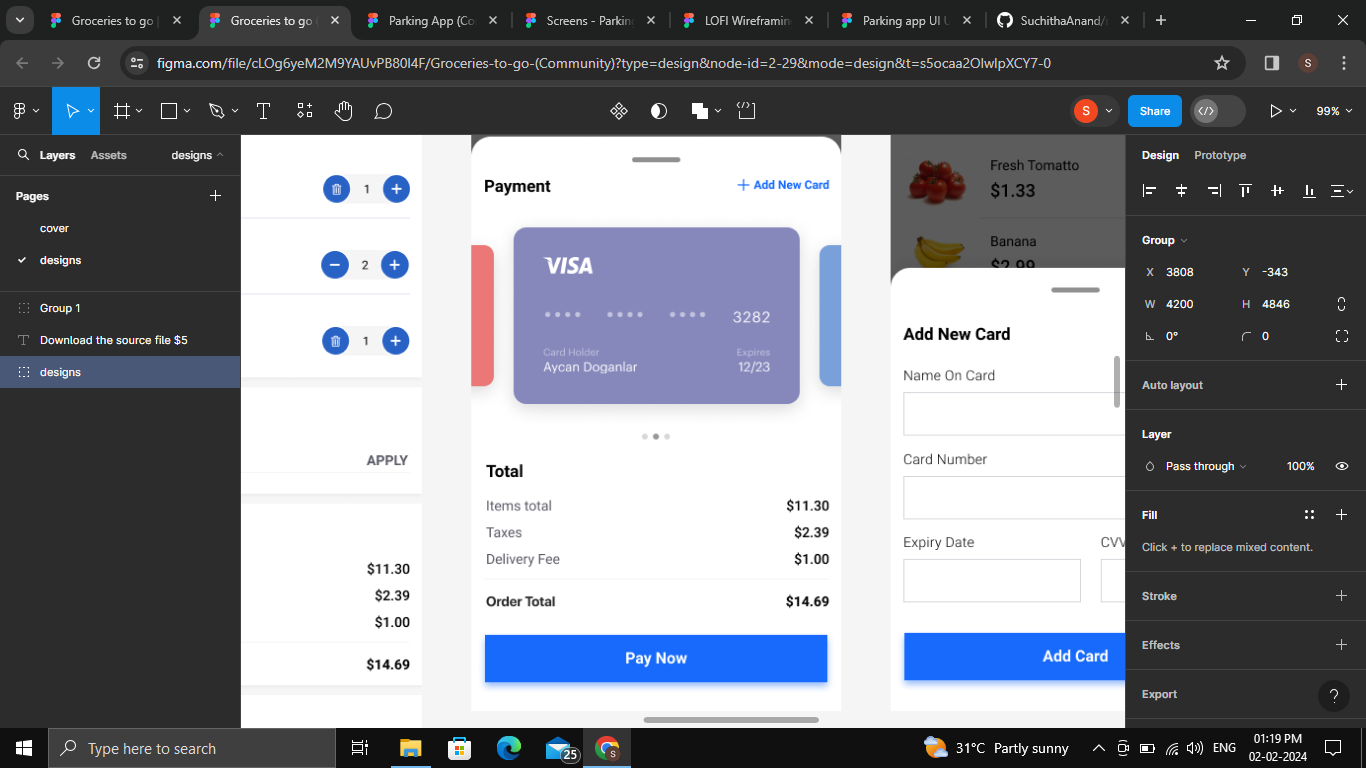 Groceries to go
Groceries to go
Parking App (Co
Screens - Parkin
LOFI Wireframin
Parking app UI
SuchithaAnand/
figma.com/file/cLOg6yeM2M9YAUvPB80I4F/Groceries-to-go-(Community)?type=design&node-id=2-29&mode=design&t=s5ocaa2OlwIpXCY7-0
S
S
Share
99%
Layers
Assets
designs
Pages
cover
designs
Group 1
Download the source file $5
designs
1
2
1
APPLY
$11.30
$2.39
$1.00
$14.69
Payment
Add New Card
VISA
3282
Card Holder
Expires
Aycan Doganlar
12/23
Total
Items total
$11.30
Taxes
$2.39
Delivery Fee
$1.00
Order Total
$14.69
Pay Now
Fresh Tomatto
$1.33
Banana
$2.99
Add New Card
Name On Card
Card Number
Expiry Date
CVV
Add Card
Design
Prototype
Group
X 3808
Y -343
W 4200
H 4846
0°
0
Auto layout
Layer
Pass through
100%
Fill
Click + to replace mixed content.
Stroke
Effects
Export
?
Type here to search
25
S
31°C Partly sunny
ENG
01:19 PM
02-02-2024